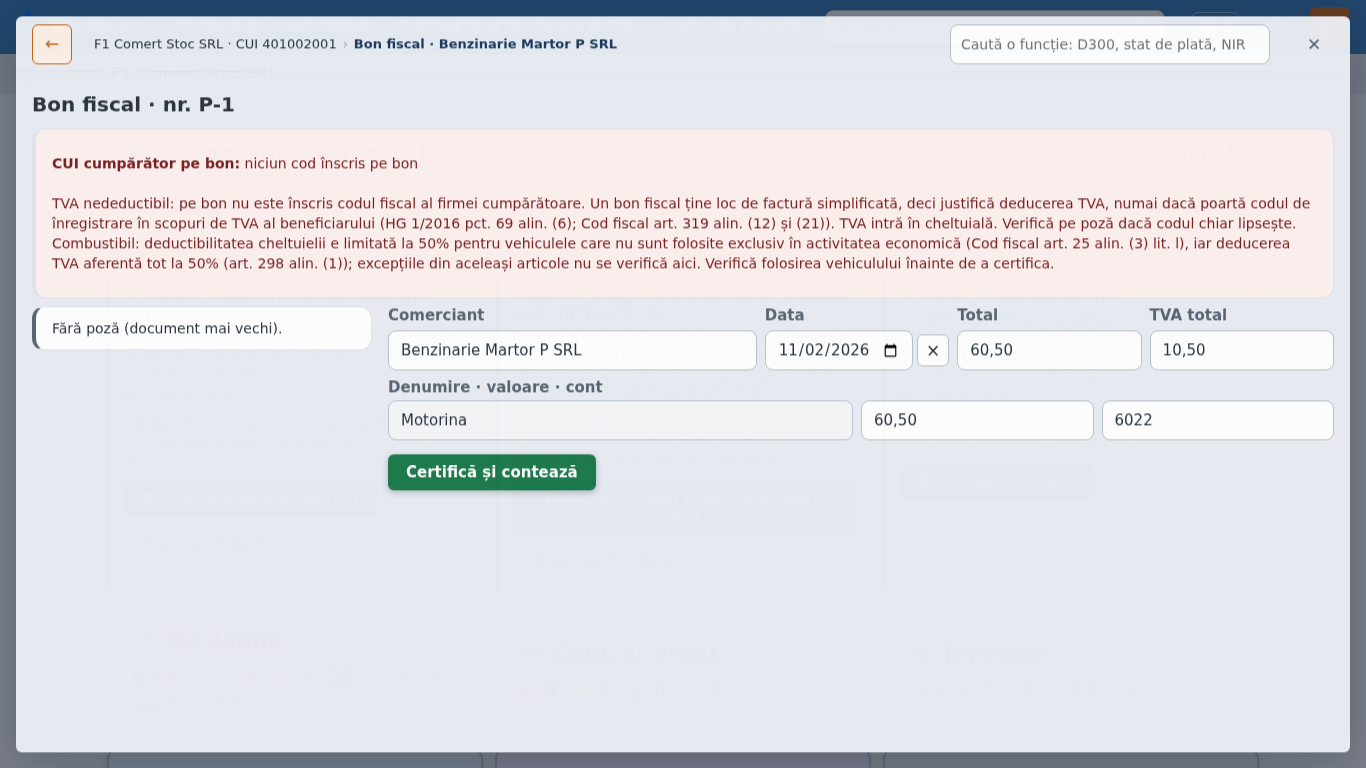 ←
F1 Comert Stoc SRL · CUI 401002001 › Bon fiscal · Benzinarie Martor P SRL
Caută o funcție: D300, stat de plată, NIR
✕
Bon fiscal · nr. P-1
CUI cumpărător pe bon: niciun cod înscris pe bon
TVA nedeductibil: pe bon nu este înscris codul fiscal al firmei cumpărătoare. Un bon fiscal ține loc de factură simplificată, deci justifică deducerea TVA, numai dacă poartă codul de
înregistrare în scopuri de TVA al beneficiarului (HG 1/2016 pct. 69 alin. (6); Cod fiscal art. 319 alin. (12) și (21)). TVA intră în cheltuială. Verifică pe poză dacă codul chiar lipsește.
Combustibil: deductibilitatea cheltuielii e limitată la 50% pentru vehiculele care nu sunt folosite exclusiv în activitatea economică (Cod fiscal art. 25 alin. (3) lit. l), iar deducerea
TVA aferentă tot la 50% (art. 298 alin. (1)); excepțiile din aceleași articole nu se verifică aici. Verifică folosirea vehiculului înainte de a certifica.
Fără poză (document mai vechi).
Comerciant Data Total TVA total
Benzinarie Martor P SRL 11/02/2026 × 60,50 10,50
Denumire · valoare · cont
Motorina 60,50 6022
Certifică și contează
Control fiscal
Termene